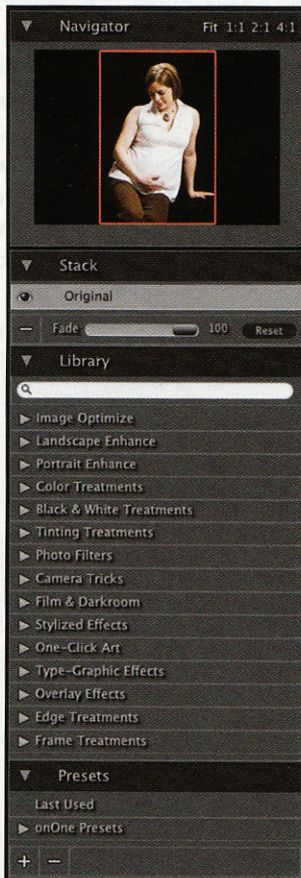 Navigator Fit 1:1 2:1 4:1
Stack
Original
Fade 100 Reset
Library
Image Optimize
Landscape Enhance
Portrait Enhance
Color Treatments
Black & White Treatments
Tinting Treatments
Photo Filters
Camera Tricks
Film & Darkroom
Stylized Effects
One-Click Art
Type-Graphic Effects
Overlay Effects
Edge Treatments
Frame Treatments
Presets
Last Used
onOne Presets